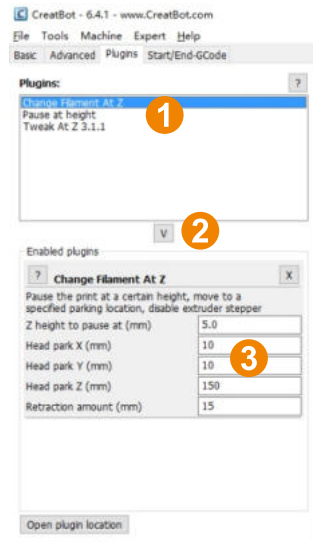 CreatBot - 6.4.1 - www.CreatBot.com
File Tools Machine Expert Help
Basic Advanced Plugins Start/End-GCode
Plugins: ?
Change Filament At Z
Pause at height
Tweak At Z 3.1.1
1
V 2
Enabled plugins
? Change Filament At Z X
Pause the print at a certain height, move to a
specified parking location, disable extruder stepper
Z height to pause at (mm) 5.0
Head park X (mm) 10
Head park Y (mm) 10
3
Head park Z (mm) 150
Retraction amount (mm) 15
Open plugin location